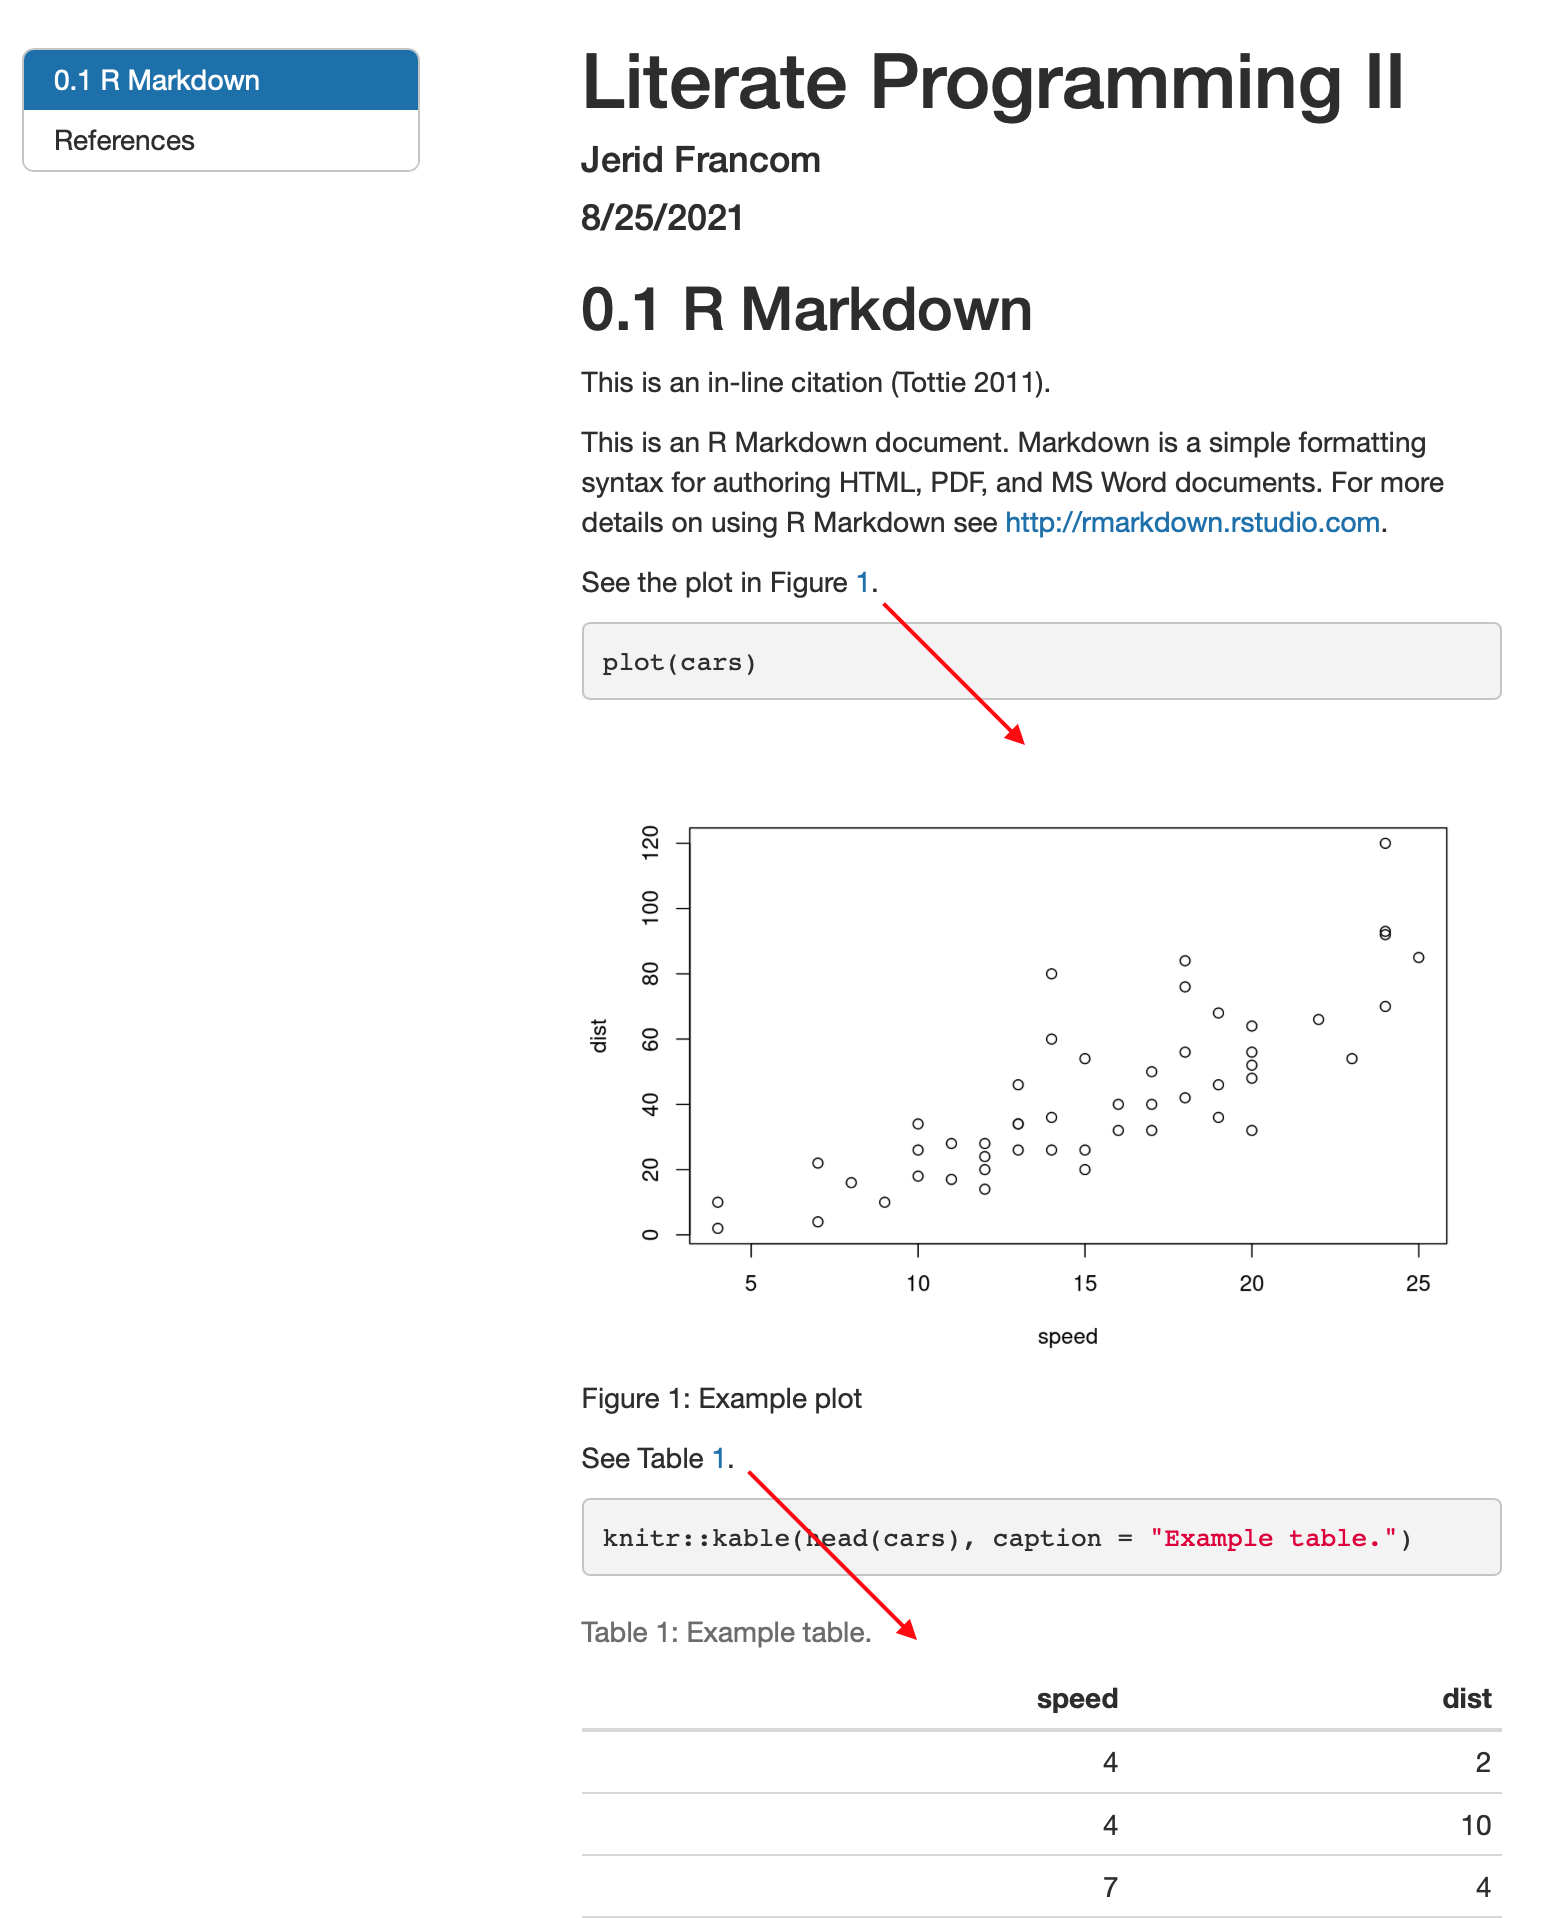 0.1 R Markdown
References
Literate Programming II
Jerid Francom
8/25/2021
0.1 R Markdown
This is an in-line citation (Tottie 2011).
This is an R Markdown document. Markdown is a simple formatting
syntax for authoring HTML, PDF, and MS Word documents. For more
details on using R Markdown see http://rmarkdown.rstudio.com.
See the plot in Figure 1.
plot(cars)
120
100
80
60
40
20
0
dist
5 10 15 20 25
speed
Figure 1: Example plot
See Table 1.
knitr::kable(head(cars), caption = "Example table.")
Table 1: Example table.
speed dist
4 2
4 10
7 4